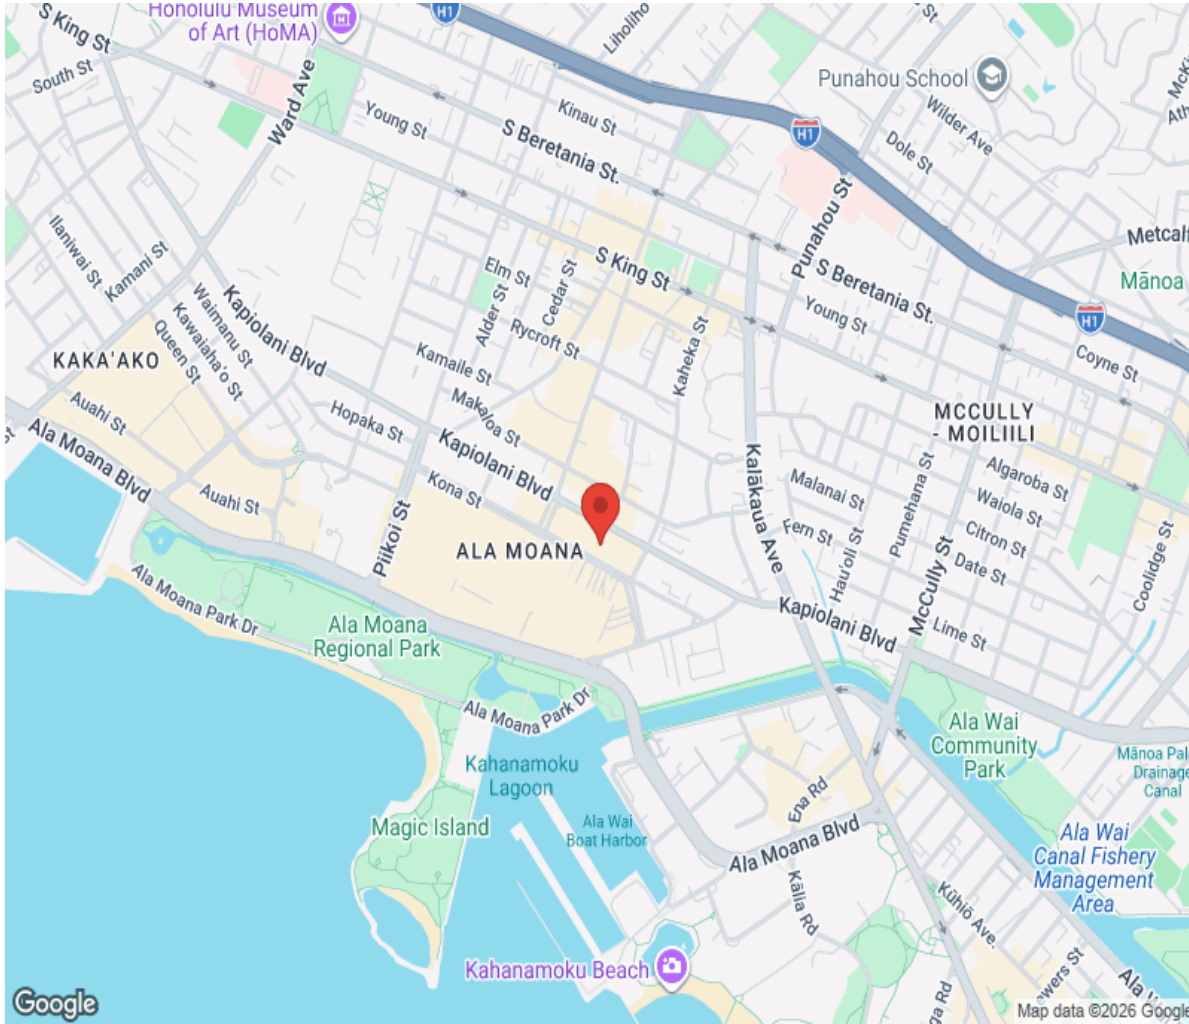 Honolulu Museum
of Art (HoMA)
H1
Liholiho
S King St
South St
Ward Ave
Young St
Kinau St
S Beretania St.
Punahou School
Wilder Ave
Dole St
H1
Punahou St
Metcalf
Mānoa
H1
Ilaniwai St
Kamani St
Waimanu St
Kawaiaha'o St
Queen St
Kapiolani Blvd
KAKA'AKO
Auahi St
Ala Moana Blvd
Auahi St
Elm St
Alder St
Cedar St
S King St
Rycroft St
Kamaile St
Makaloa St
Hopaka St
Kapiolani Blvd
Kona St
Piikoi St
Kaheka St
S Beretania St.
Young St
Coyne St
MCCULLY
- MOILIILI
Kalākaua Ave
Malanai St
Fern St
Hau'oli St
Pumehana St
McCully St
Algaroba St
Waiola St
Citron St
Date St
Lime St
Coolidge St
ALA MOANA
Kapiolani Blvd
Ala Moana Park Dr
Ala Moana
Regional Park
Ala Moana Park Dr
Kahanamoku
Lagoon
Magic Island
Ala Wai
Boat Harbor
Ena Rd
Ala Moana Blvd
Kālia Rd
Kūhiō Ave.
Ala Wai
Community
Park
Mānoa Pal
Drainage
Canal
Ala Wai
Canal Fishery
Management
Area
Kahanamoku Beach
Google
Map data ©2026 Google